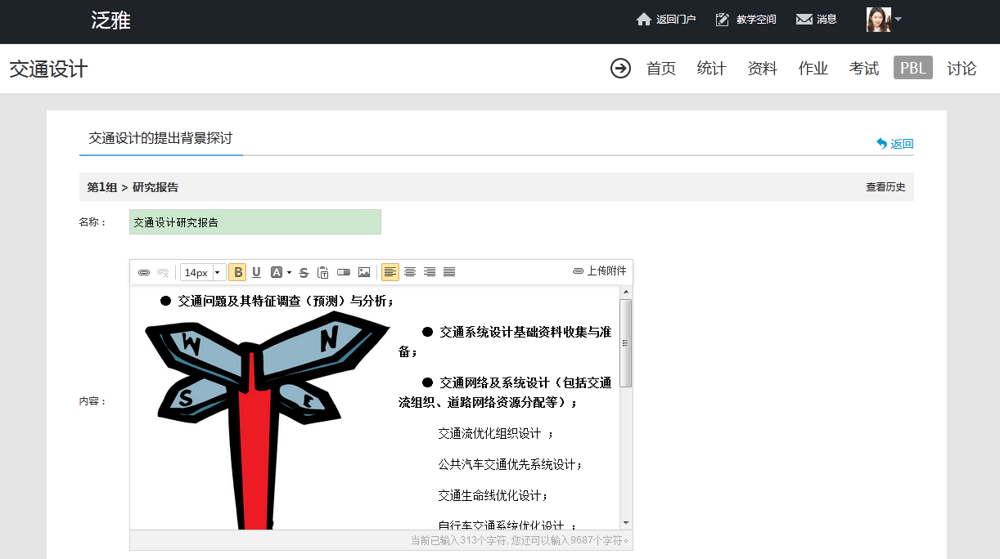 泛雅
返回门户 教学空间 消息
交通设计
首页 统计 资料 作业 考试 PBL 讨论
交通设计的提出背景探讨
返回
第1组 > 研究报告
查看历史
名称：
交通设计研究报告
14px B U A S T 上传附件
● 交通问题及其特征调查（预测）与分析；
W N
S E
● 交通系统设计基础资料收集与准
备；
● 交通网络及系统设计（包括交通
流组织、道路网络资源分配等）；
内容：
交通流优化组织设计 ；
公共汽车交通优先系统设计；
交通生命线优化设计；
自行车交通系统优化设计 ；
当前已输入313个字符, 您还可以输入9687个字符。